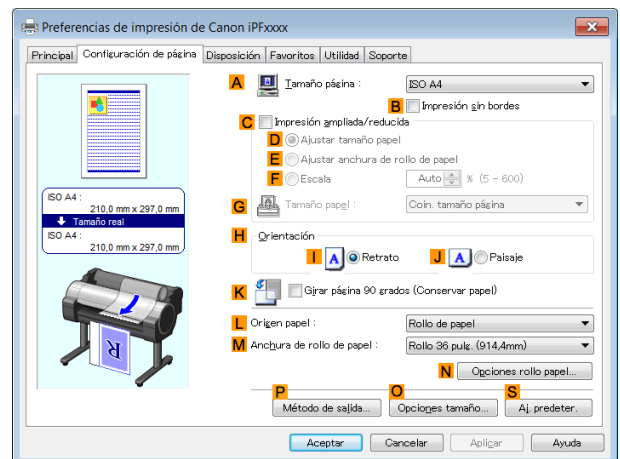 Preferencias de impresión de Canon iPFxxxx
Principal Configuración de página Disposición Favoritos Utilidad Soporte
A Tamaño página : ISO A4
B Impresión sin bordes
C Impresión ampliada/reducida
D Ajustar tamaño papel
E Ajustar anchura de rollo de papel
F Escala Auto % (5 - 600)
ISO A4 :
210,0 mm x 297,0 mm
Tamaño real
ISO A4 :
210,0 mm x 297,0 mm
G Tamaño papel : Coin. tamaño página
H Orientación
I A Retrato J A Paisaje
K Girar página 90 grados (Conservar papel)
L Origen papel : Rollo de papel
M Anchura de rollo de papel : Rollo 36 pulg. (914,4mm)
N Opciones rollo papel...
P O S
Método de salida... Opciones tamaño... Aj. predeter.
R
Aceptar Cancelar Aplicar Ayuda